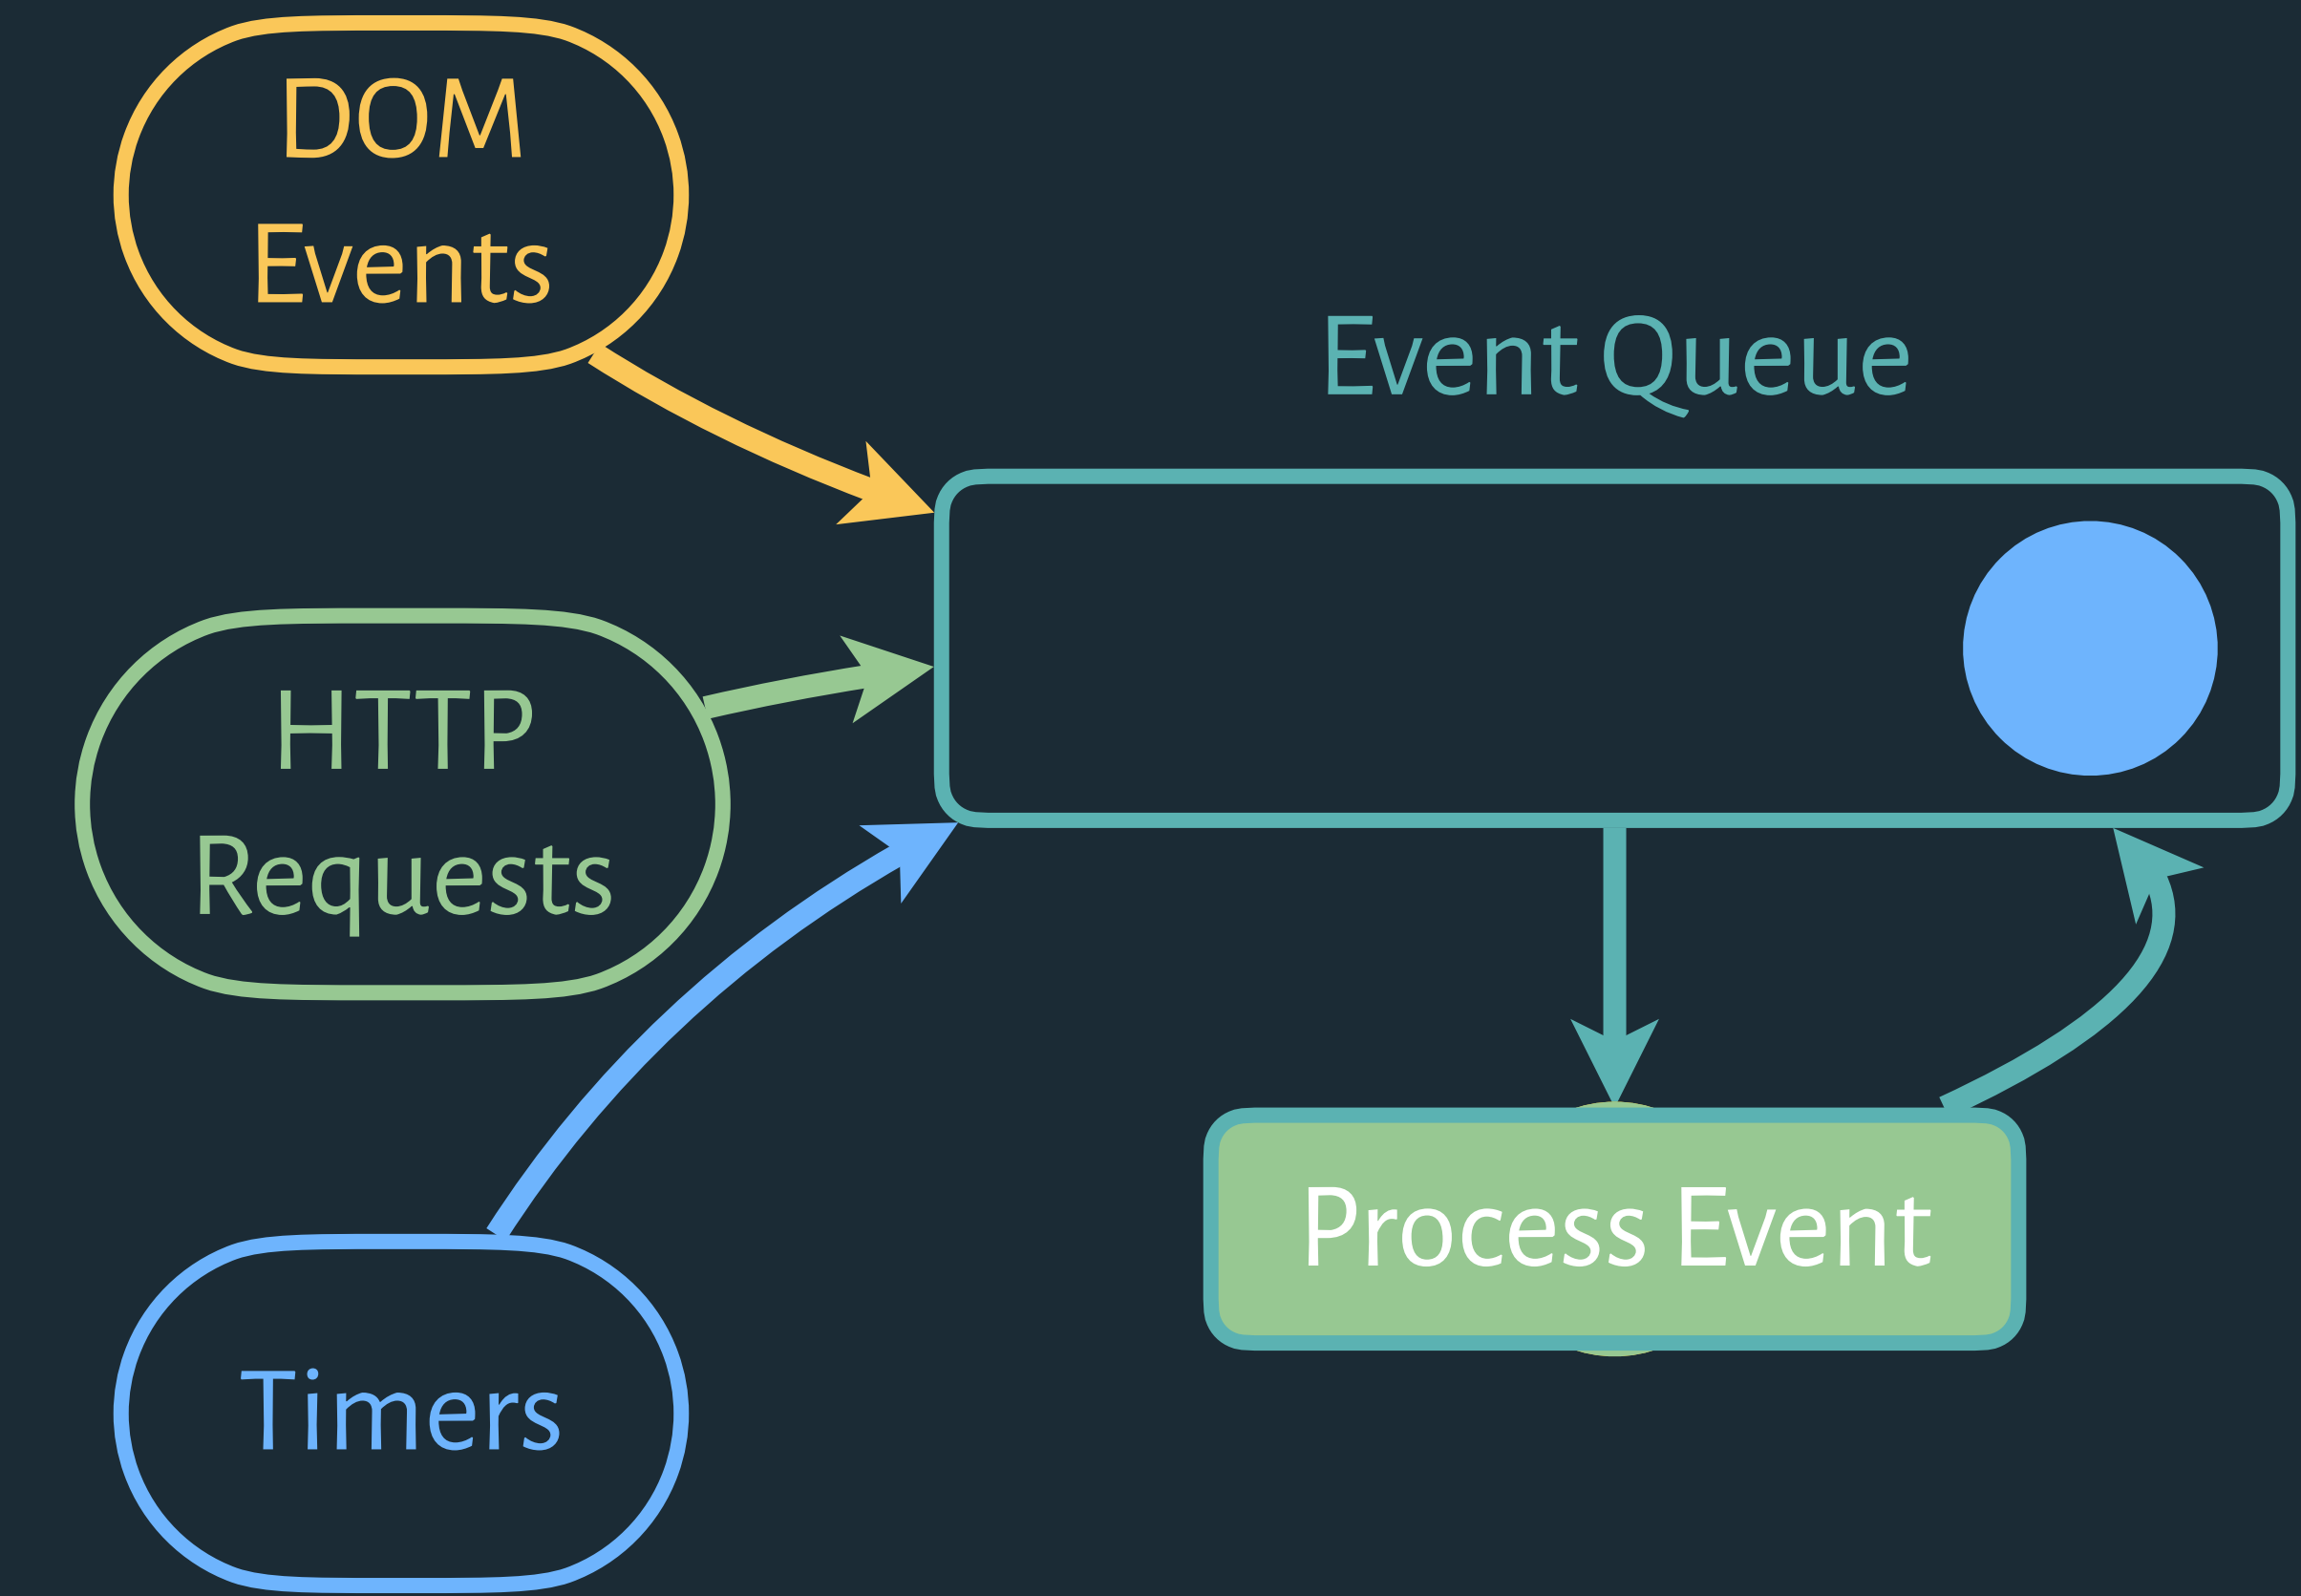 DOM
Events
Event Queue
HTTP
Requests
Process Event
Timers